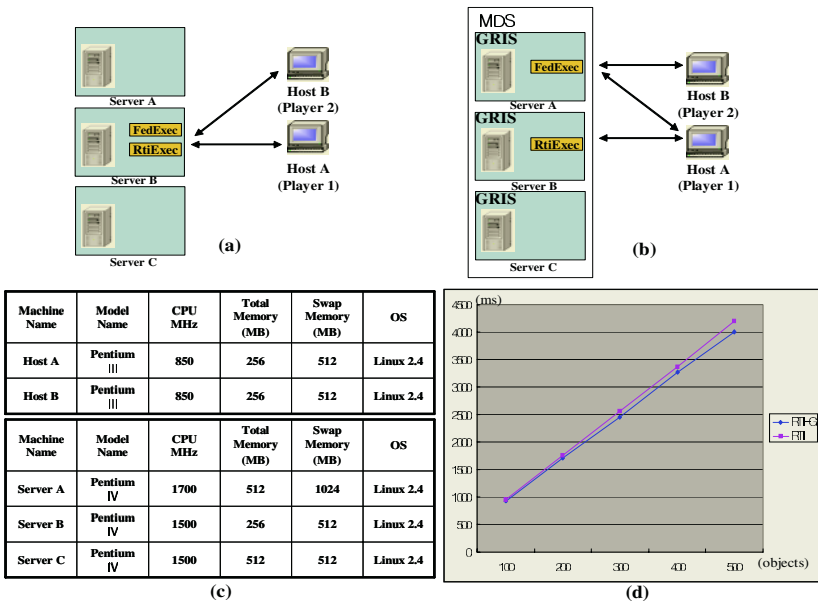 Server A
FedExec
RtiExec
Server B
Server C
Host B
(Player 2)
Host A
(Player 1)
(a)
MDS
GRIS
FedExec
Server A
GRIS
RtiExec
Server B
GRIS
Server C
Host B
(Player 2)
Host A
(Player 1)
(b)
Machine Name Model Name CPU MHz Total Memory (MB) Swap Memory (MB) OS
Host A Pentium III 850 256 512 Linux 2.4
Host B Pentium III 850 256 512 Linux 2.4
Machine Name Model Name CPU MHz Total Memory (MB) Swap Memory (MB) OS
Server A Pentium IV 1700 512 1024 Linux 2.4
Server B Pentium IV 1500 256 512 Linux 2.4
Server C Pentium IV 1500 512 512 Linux 2.4
(c)
(ms)
4500
4000
3500
3000
2500
2000
1500
1000
500
0
100 200 300 400 500 (objects)
RTI-G
RTI
(d)